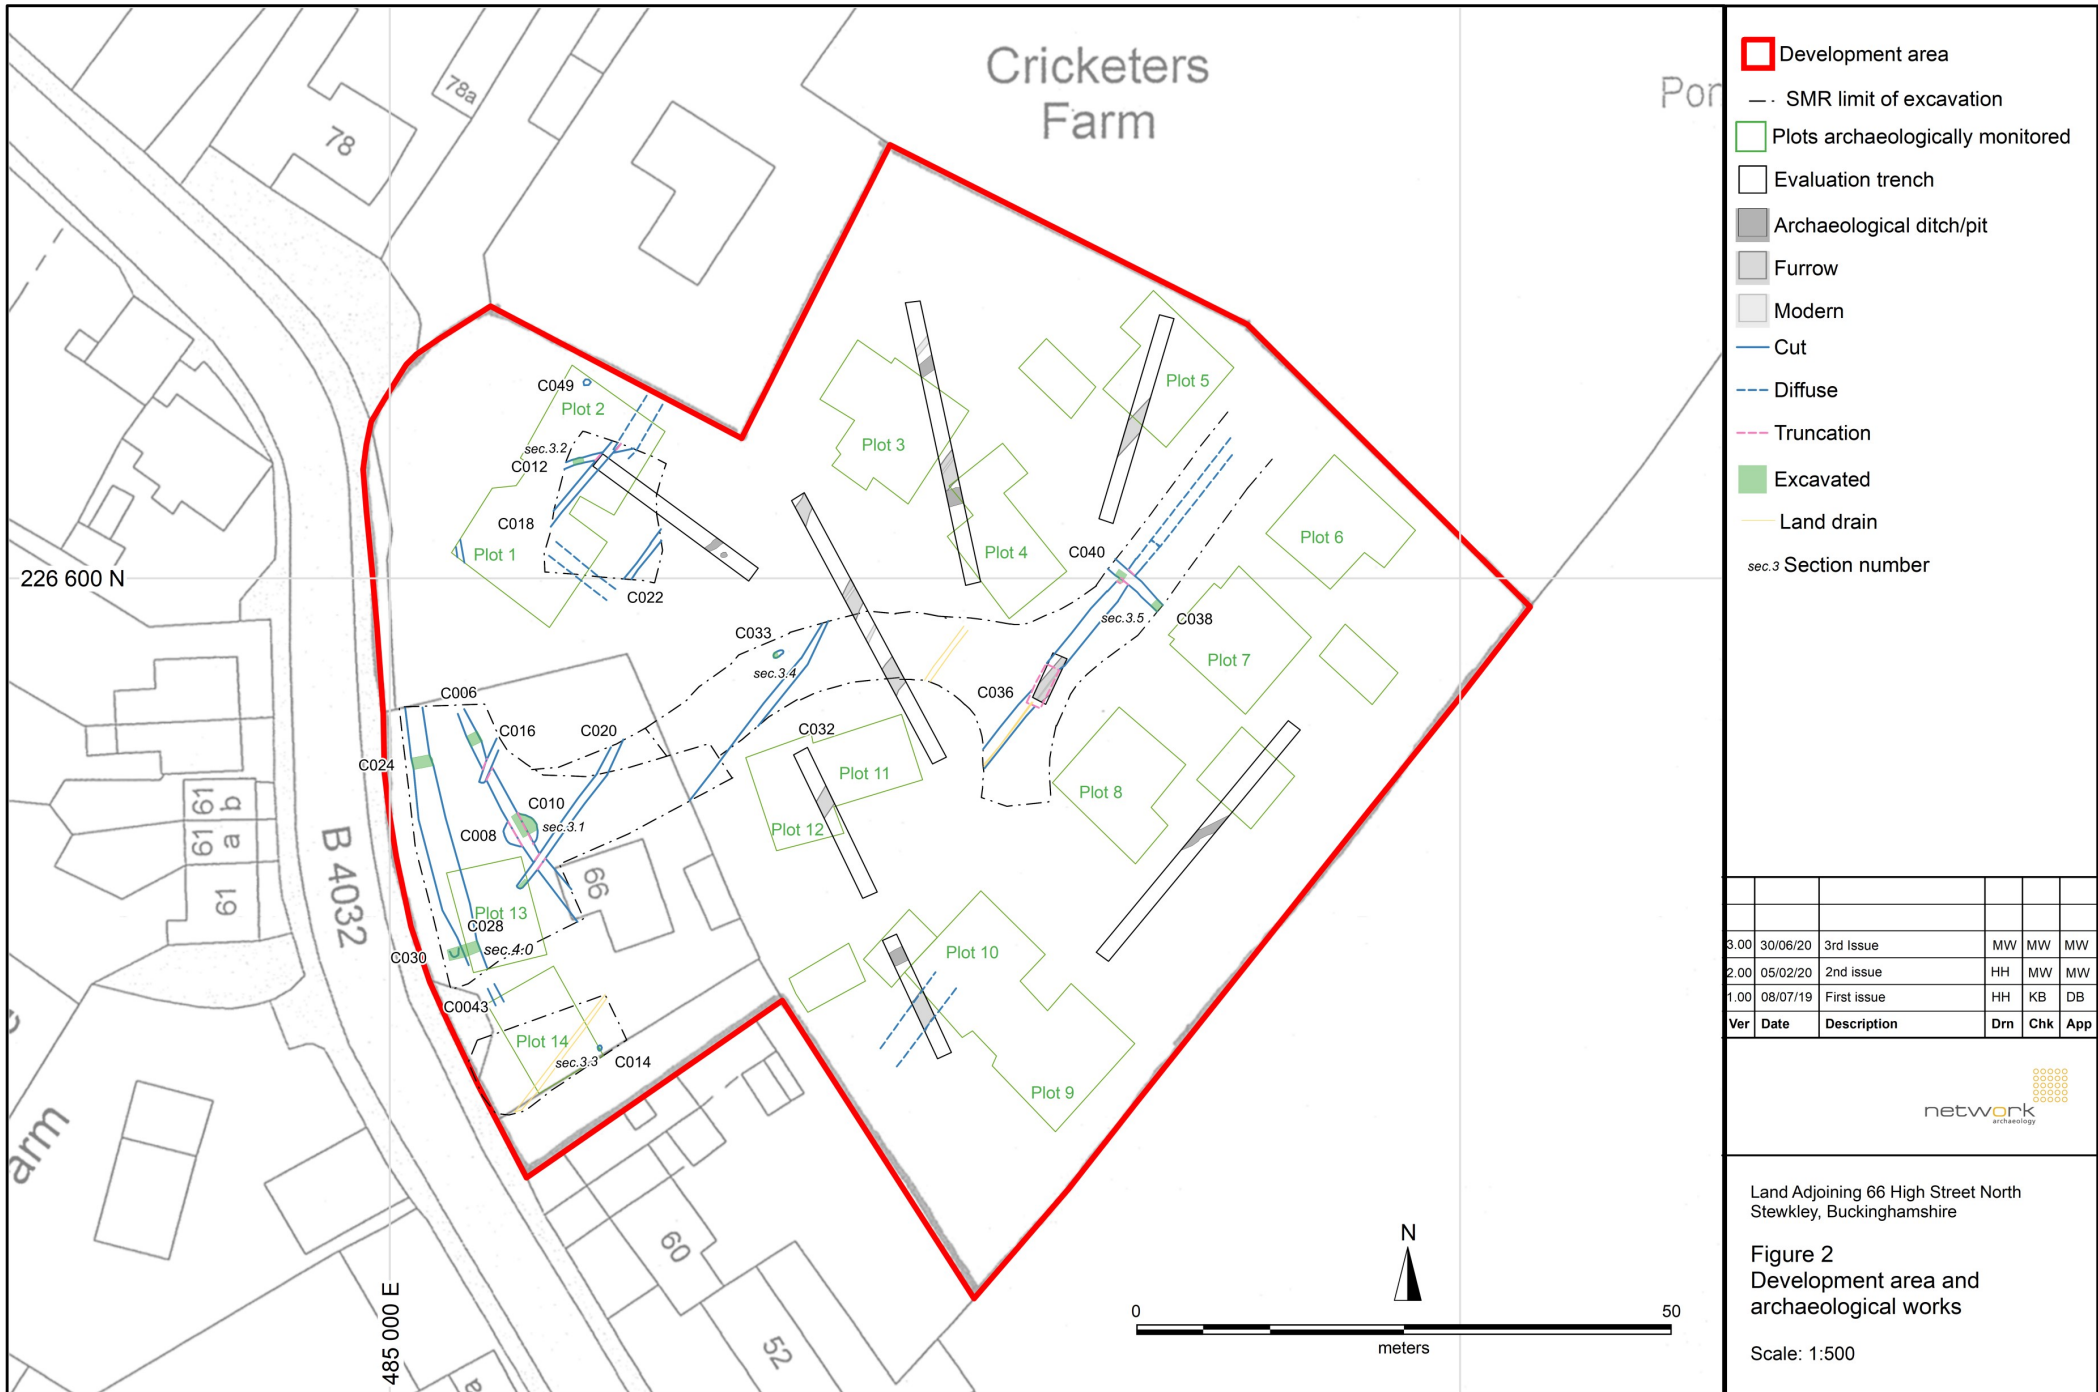 Cricketers
Farm
Por
78a
78
C049
Plot 2
sec.3.2
C012
C018
Plot 1
C022
Plot 3
Plot 4
Plot 5
Plot 6
C040
sec.3.5
C038
Plot 7
226 600 N
C033
sec.3.4
C036
C006
C016
C020
C024
C032
Plot 11
Plot 8
Plot 12
C010
sec.3.1
C008
61
b
61
a
61
B 4032
66
Plot 13
C028
sec.4.0
C030
C0043
Plot 10
Plot 14
sec.3.3
C014
Plot 9
arm
60
52
a
485 000 E
N
0
50
meters
Development area
SMR limit of excavation
Plots archaeologically monitored
Evaluation trench
Archaeological ditch/pit
Furrow
Modern
Cut
Diffuse
Truncation
Excavated
Land drain
sec.3 Section number
3.00 30/06/20 3rd Issue MW MW MW
2.00 05/02/20 2nd issue HH MW MW
1.00 08/07/19 First issue HH KB DB
Ver Date Description Drn Chk App
network
archaeology
Land Adjoining 66 High Street North
Stewkley, Buckinghamshire
Figure 2
Development area and
archaeological works
Scale: 1:500